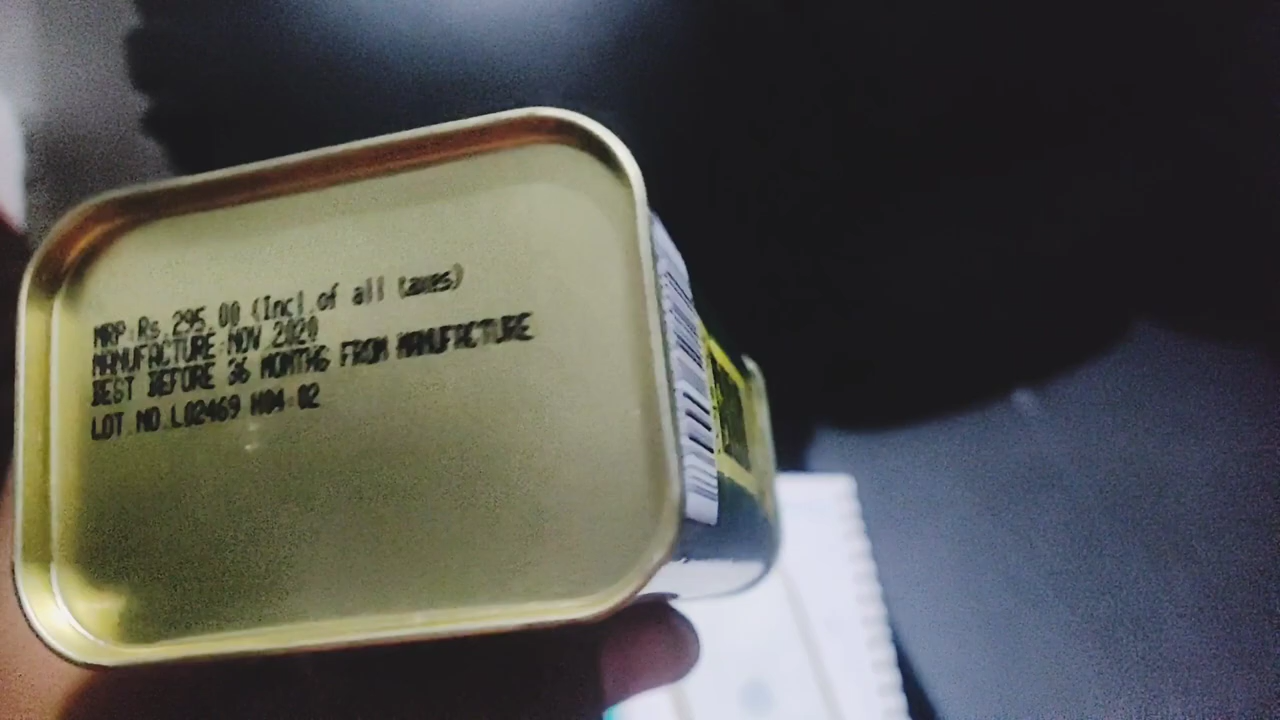 MRP:Rs.295.00 (Incl.of all taxes)
MANUFACTURE:NOV 2020
BEST BEFORE 36 MONTHS FROM MANUFACTURE
LOT NO.L02469 H04:02